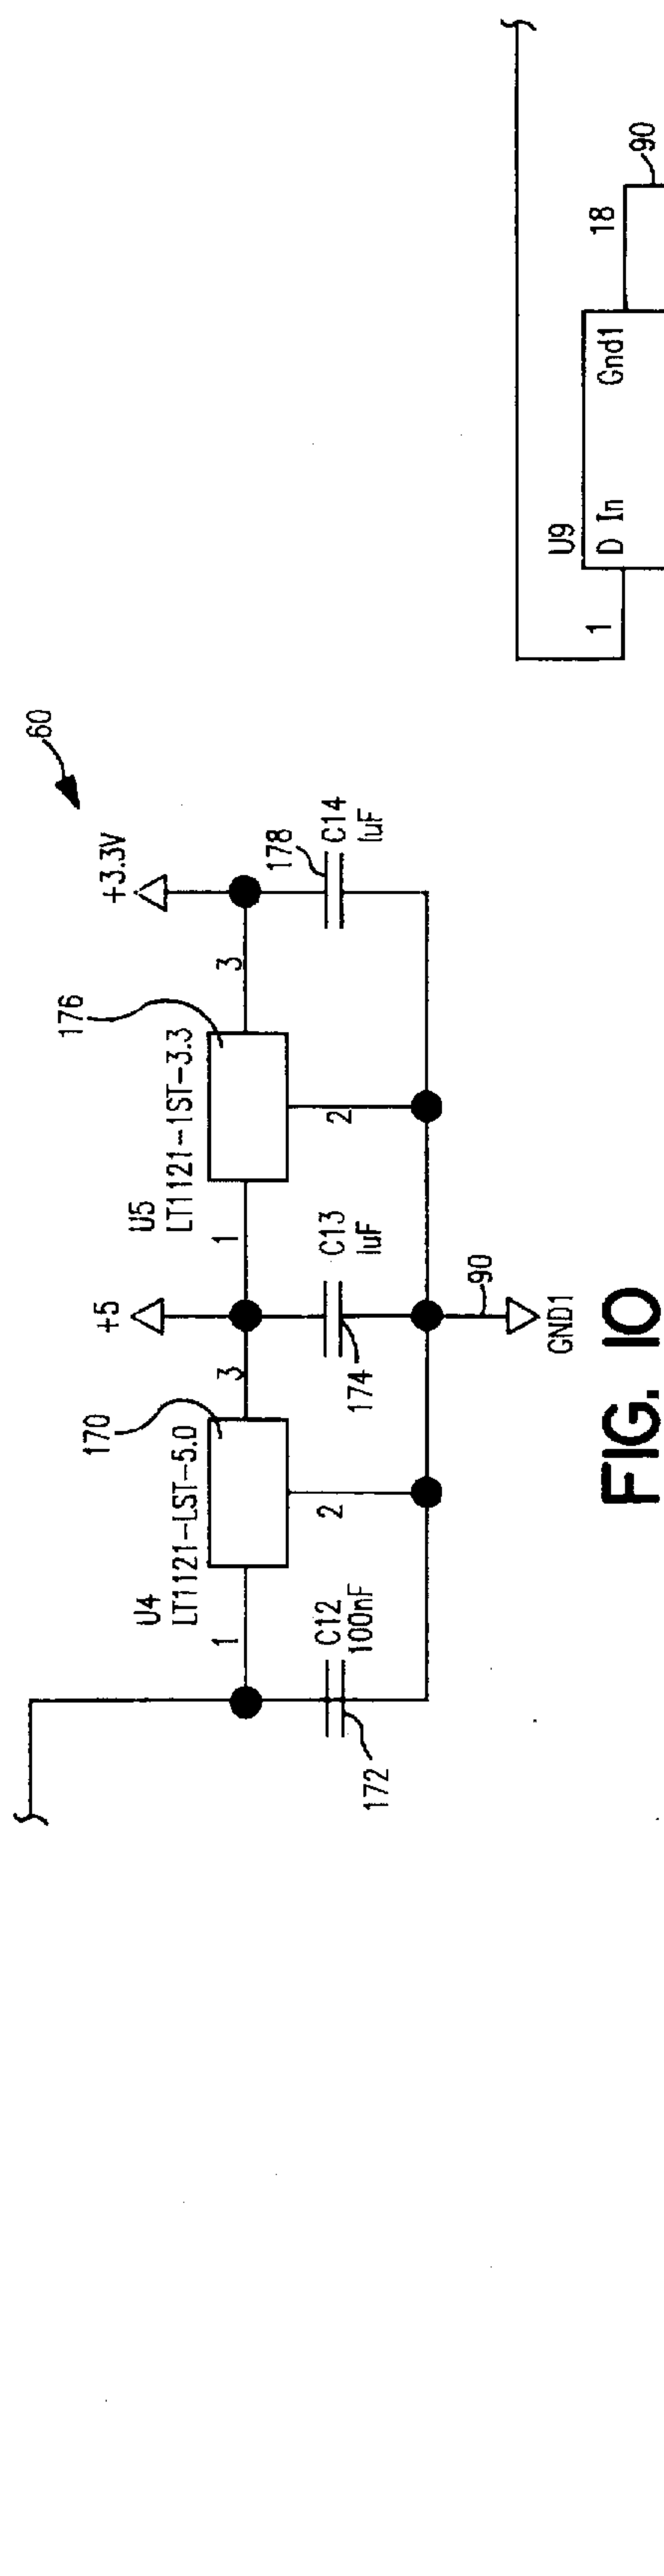 60
+3.3V
178
C14
1uF
3
176
U5
LT1121-1ST-3.3
2
1
C13
1uF
+5
174
90
GND1
3
170
U4
LT1121-LST-5.0
2
1
C12
100nF
172
FIG. 10
U9
D In
Gnd1
1
18
90